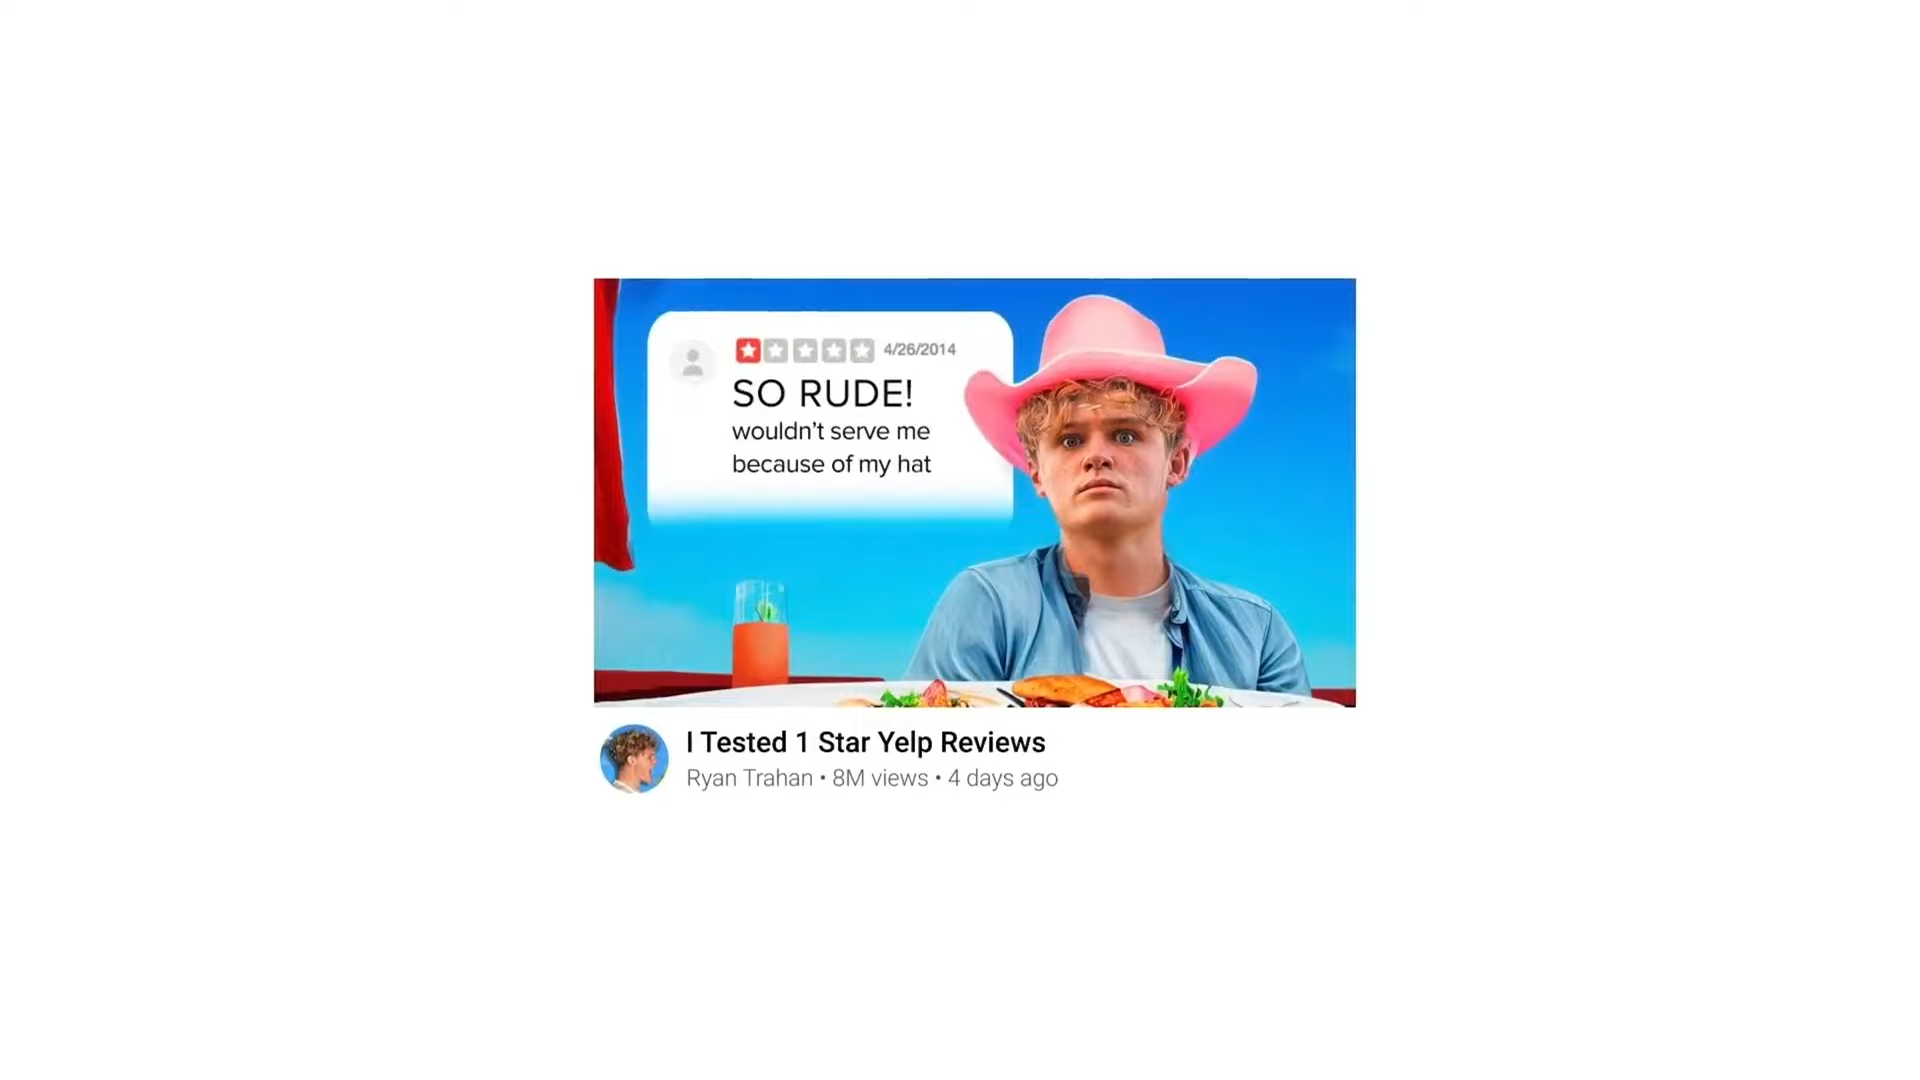 4/26/2014
SO RUDE!
wouldn't serve me
because of my hat
I Tested 1 Star Yelp Reviews
Ryan Trahan • 8M views • 4 days ago